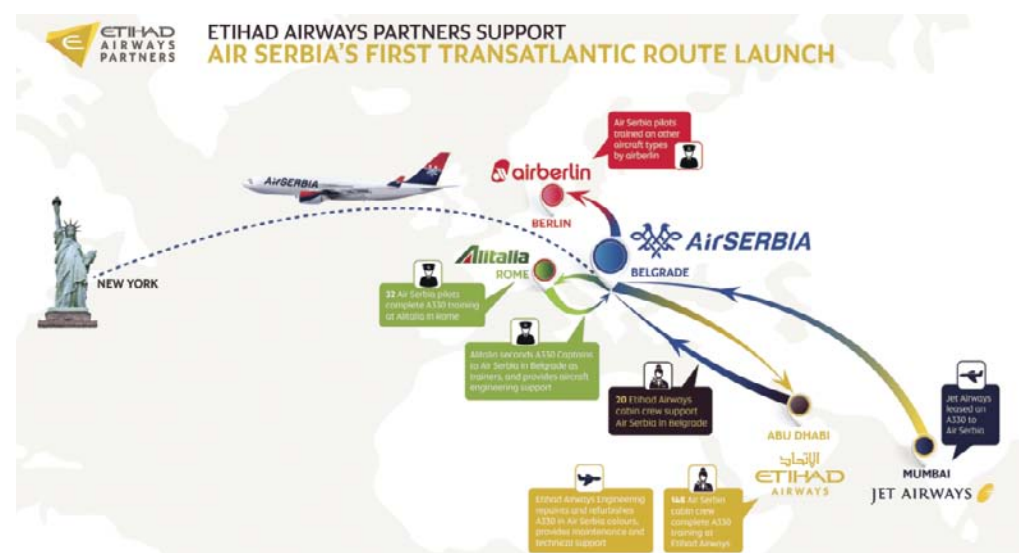 ETIHAD
AIRWAYS
PARTNERS
ETIHAD AIRWAYS PARTNERS SUPPORT
AIR SERBIA'S FIRST TRANSATLANTIC ROUTE LAUNCH
Air Serbia pilots
trained on other
aircraft types
by airberlin
airberlin
BERLIN
AirSERBIA
AirSERBIA
BELGRADE
NEW YORK
Alitalia
ROME
32 Air Serbia pilots
complete A330 training
at Alitalia in Rome
Alitalia seconds A330 Captains
to Air Serbia in Belgrade as
trainers, and provides aircraft
engineering support
20 Etihad Airways
cabin crew support
Air Serbia in Belgrade
Jet Airways
leased an
A330 to
Air Serbia
ABU DHABI
الإتحاد
ETIHAD
AIRWAYS
MUMBAI
JET AIRWAYS
Etihad Airways Engineering
repaints and refurbishes
A330 in Air Serbia colours,
provides maintenance and
technical support
148 Air Serbia
cabin crew
complete A330
training at
Etihad Airways